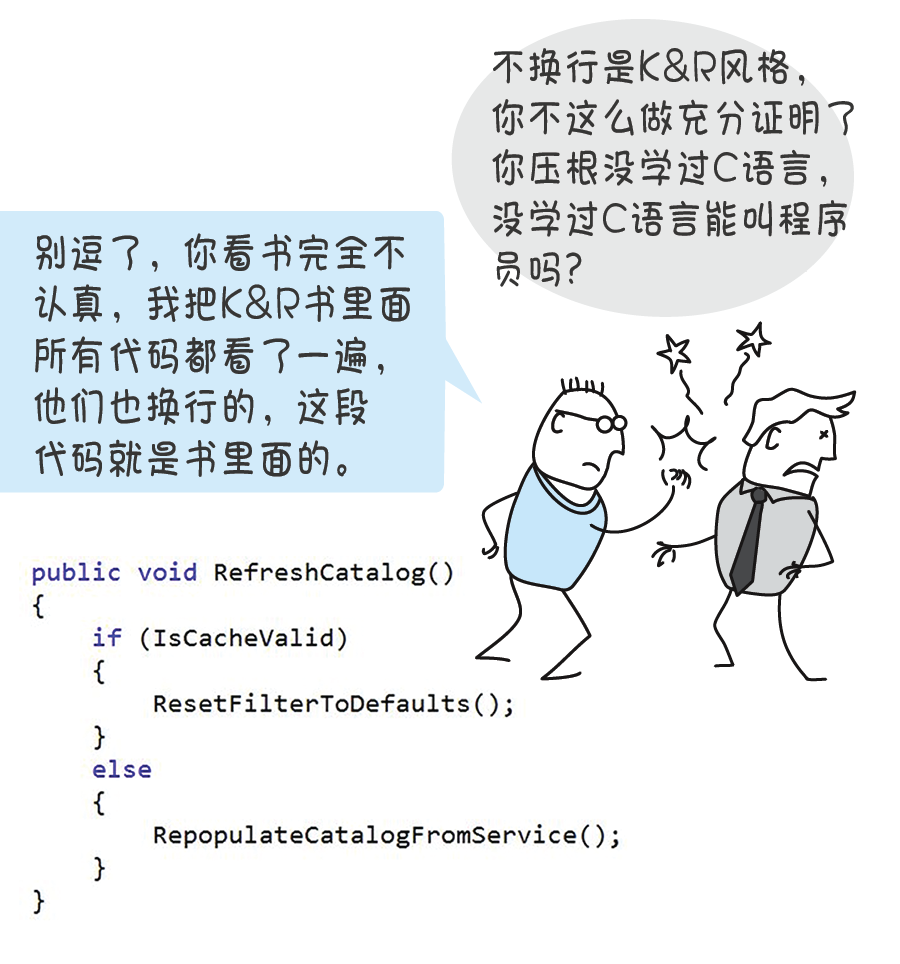 不换行是K&R风格，
你不这么做充分证明了
你压根没学过C语言，
没学过C语言能叫程序
员吗？
别逗了，你看书完全不
认真，我把K&R书里面
所有代码都看了一遍，
他们也换行的，这段
代码就是书里面的。
public void RefreshCatalog()
{
    if (IsCacheValid)
    {
        ResetFilterToDefaults();
    }
    else
    {
        RepopulateCatalogFromService();
    }
}